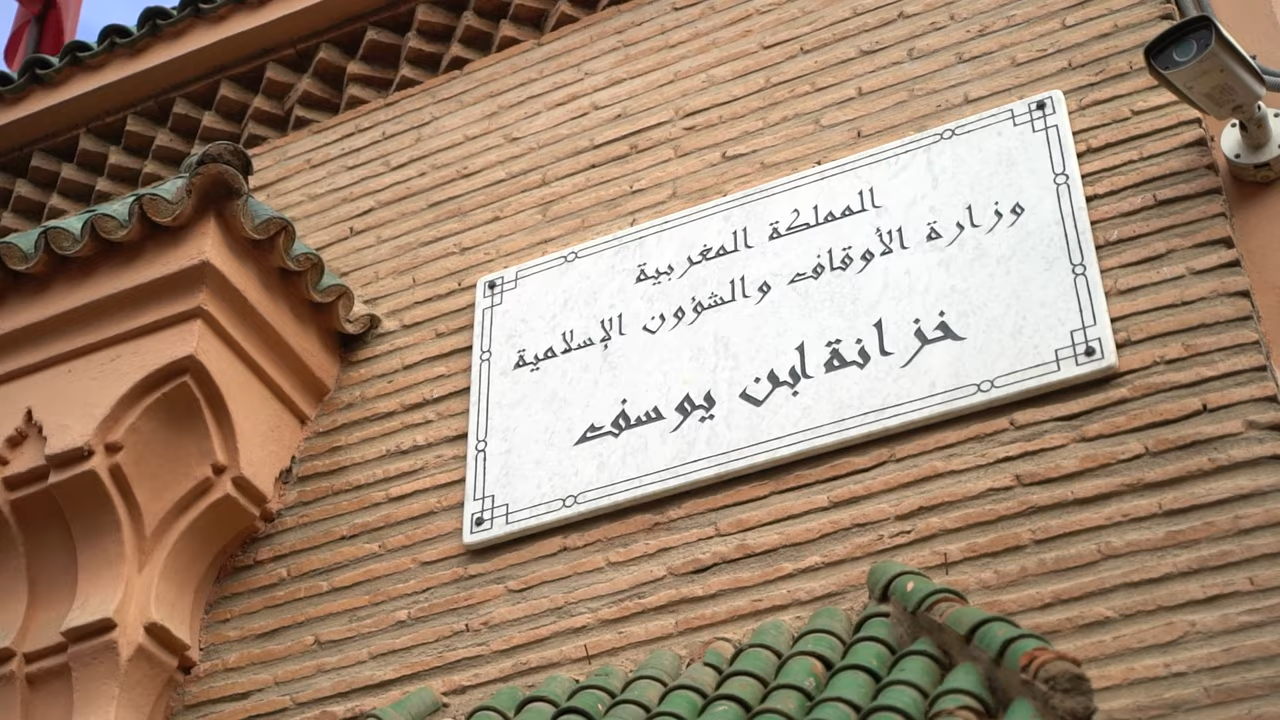 المملكة المغربية
وزارة الأوقاف والشؤون الإسلامية
خزانة ابن يوسف